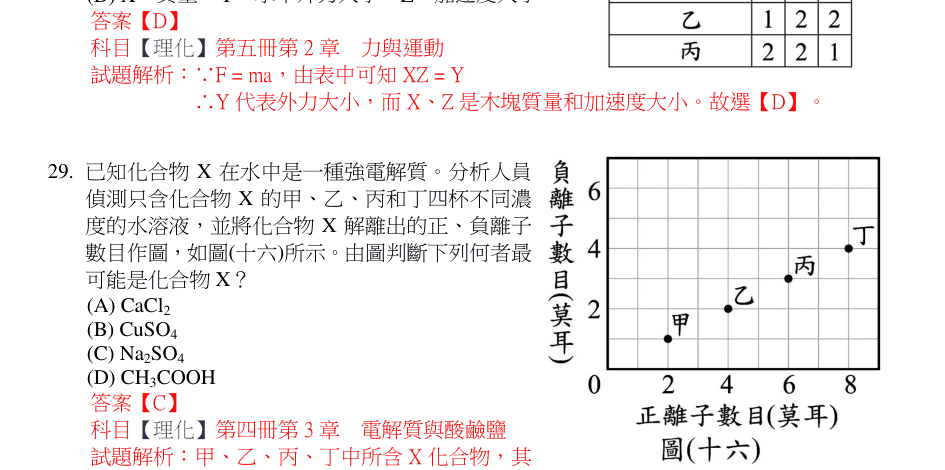 答案【D】
科目【理化】第五冊第 2 章　力與運動
試題解析：∵F = ma，由表中可知 XZ = Y
∴Y 代表外力大小，而 X、Z 是木塊質量和加速度大小。故選【D】。
乙 1 2 2
丙 2 2 1
29. 已知化合物 X 在水中是一種強電解質。分析人員
偵測只含化合物 X 的甲、乙、丙和丁四杯不同濃
度的水溶液，並將化合物 X 解離出的正、負離子
數目作圖，如圖(十六)所示。由圖判斷下列何者最
可能是化合物 X？
(A) CaCl₂
(B) CuSO₄
(C) Na₂SO₄
(D) CH₃COOH
答案【C】
科目【理化】第四冊第 3 章　電解質與酸鹼鹽
試題解析：甲、乙、丙、丁中所含 X 化合物，其
負離子數目(莫耳)
6
4
2
0 2 4 6 8
甲
乙
丙
丁
正離子數目(莫耳)
圖(十六)